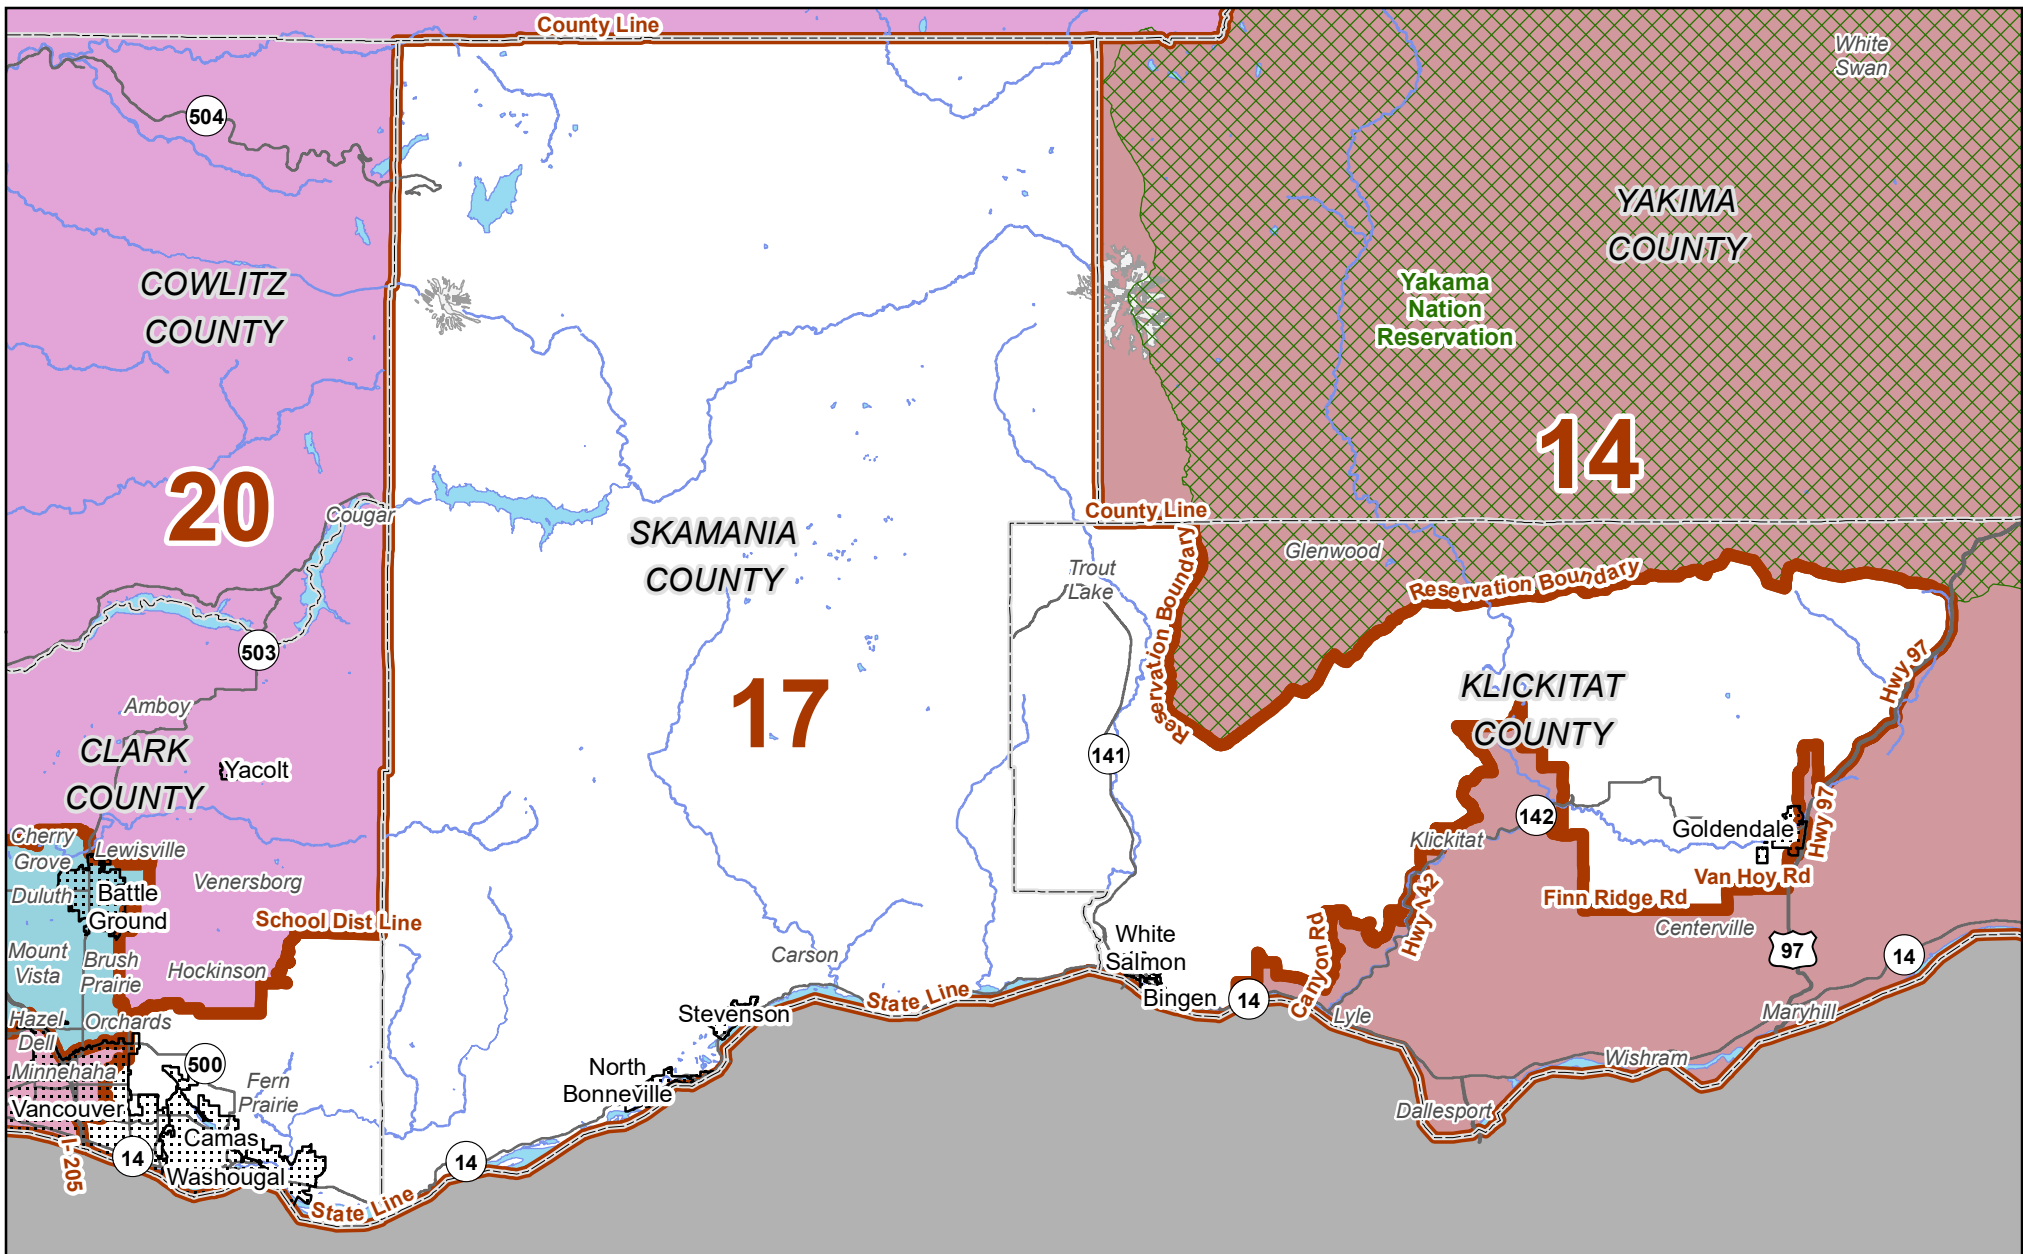 County Line
White
Swan
504
YAKIMA
COUNTY
COWLITZ
COUNTY
Yakama
Nation
Reservation
14
20
Cougar
County Line
SKAMANIA
COUNTY
Glenwood
Trout
Lake
Reservation Boundary
Reservation Boundary
503
Hwy 97
KLICKITAT
COUNTY
Amboy
17
CLARK
COUNTY
141
Yacolt
Hwy 97
142
Goldendale
Cherry
Grove
Lewisville
Klickitat
Venersborg
Van Hoy Rd
Duluth
Battle
Ground
Finn Ridge Rd
Hwy 142
School Dist Line
Centerville
White
Salmon
Canyon Rd
97
14
Mount
Vista
Brush
Prairie
Hockinson
Carson
State Line
Bingen
14
Stevenson
Lyle
Maryhill
Hazel
Dell
Orchards
Wishram
500
Minnehaha
Fern
Prairie
North
Bonneville
Vancouver
Dallesport
Camas
14
14
I-205
Washougal
State Line